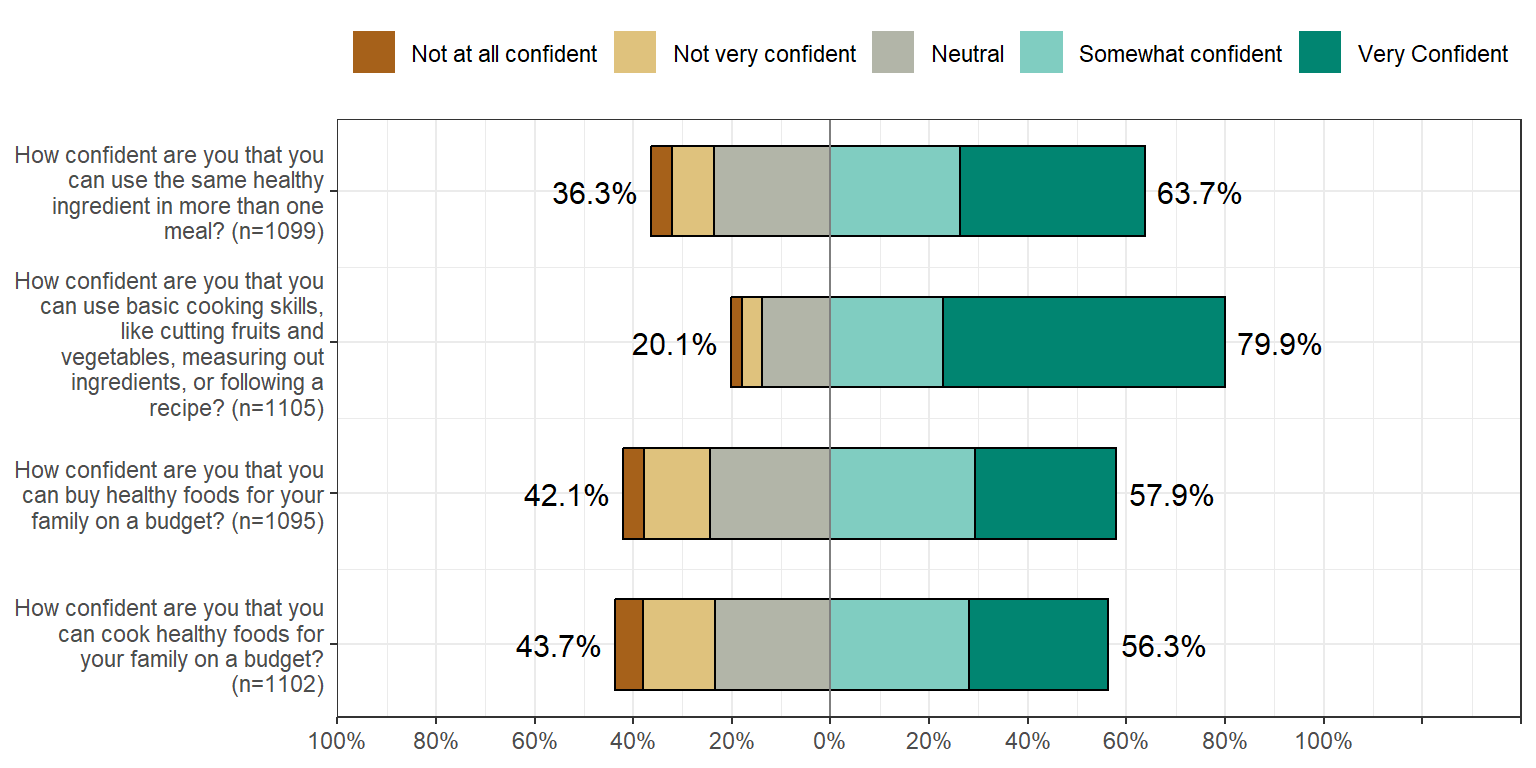 Not at all confident Not very confident Neutral Somewhat confident Very Confident
How confident are you that you
can use the same healthy
ingredient in more than one
meal? (n=1099)
36.3% 63.7%
How confident are you that you
can use basic cooking skills,
like cutting fruits and
vegetables, measuring out
ingredients, or following a
recipe? (n=1105)
20.1% 79.9%
How confident are you that you
can buy healthy foods for your
family on a budget? (n=1095)
42.1% 57.9%
How confident are you that you
can cook healthy foods for
your family on a budget?
(n=1102)
43.7% 56.3%
100% 80% 60% 40% 20% 0% 20% 40% 60% 80% 100%